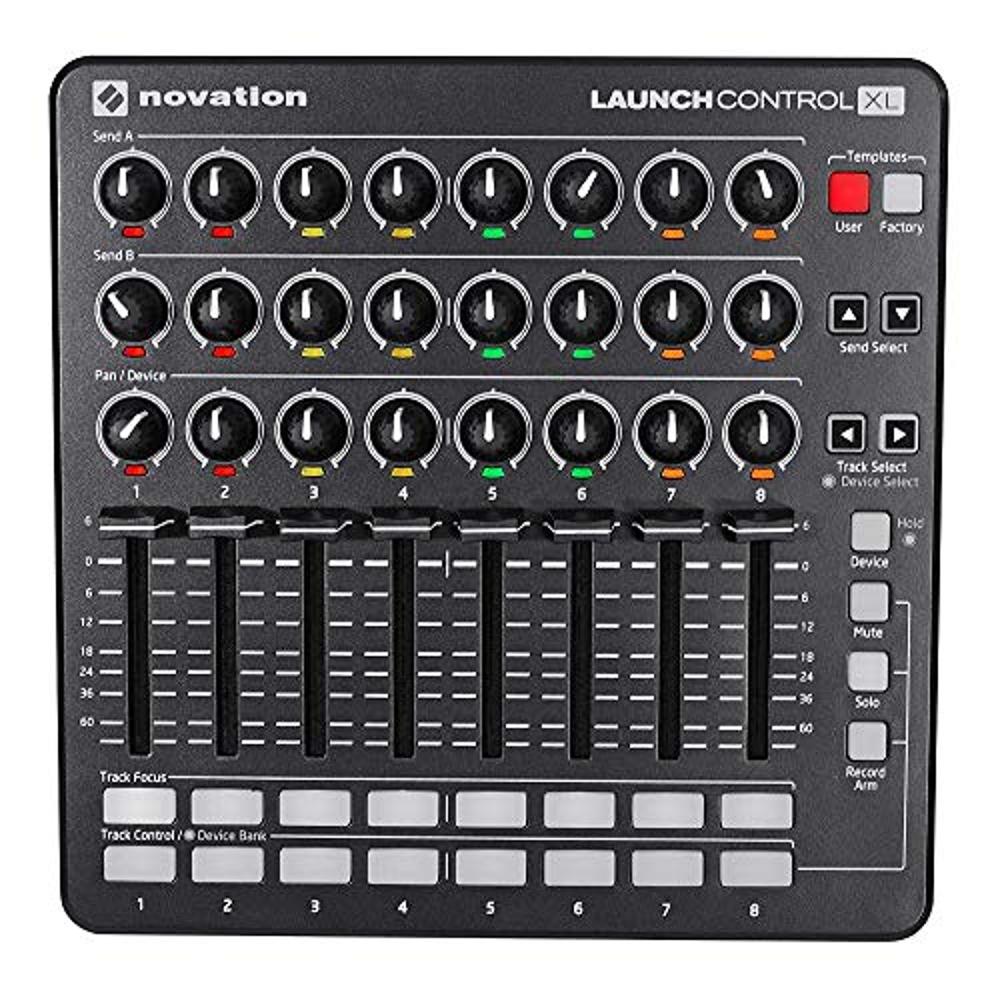 novation
LAUNCHCONTROL XL
Send A
Templates
User Factory
Send B
Send Select
Pan / Device
Track Select
Device Select
1 2 3 4 5 6 7 8
6 6
Hold
0 0
Device
6 6
12 12
Mute
18 18
24 24
36 36
Solo
60 60
Record
Arm
Track Focus
Track Control / Device Bank
1 2 3 4 5 6 7 8